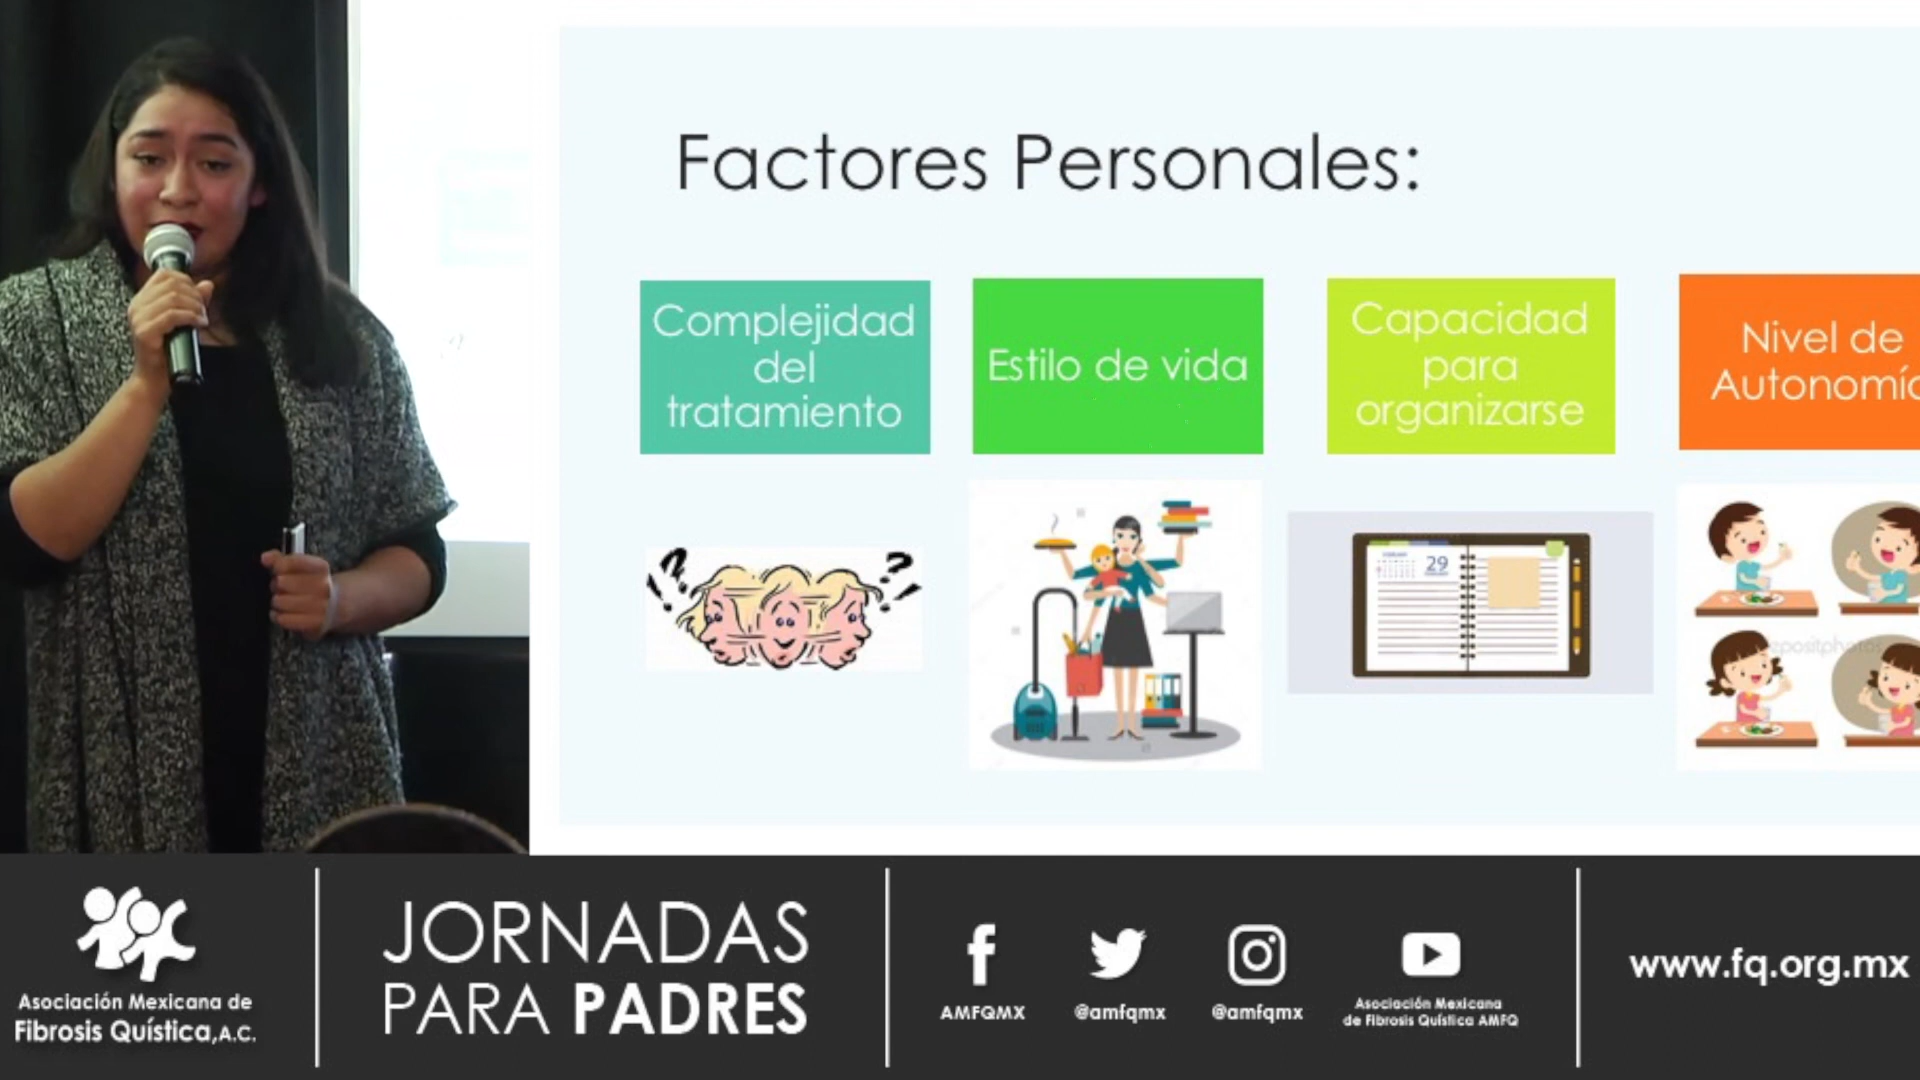 Factores Personales:
Complejidad
del
tratamiento
Estilo de vida
Capacidad
para
organizarse
Nivel de
Autonomía
29
Asociación Mexicana de
Fibrosis Quística, A.C.
JORNADAS
PARA PADRES
AMFQMX
@amfqmx
@amfqmx
Asociación Mexicana
de Fibrosis Quística AMFQ
www.fq.org.mx